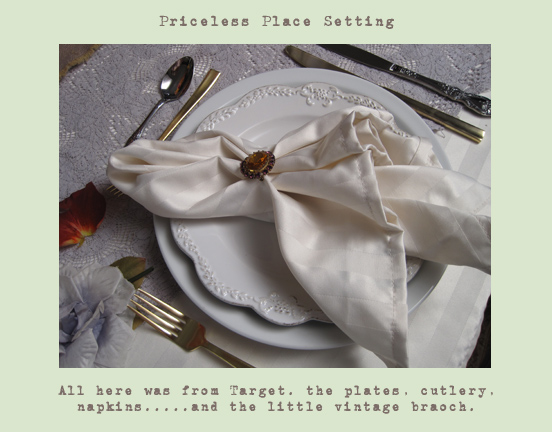 Priceless Place Setting
All here was from Target. the plates, cutlery,
napkins.....and the little vintage braoch.